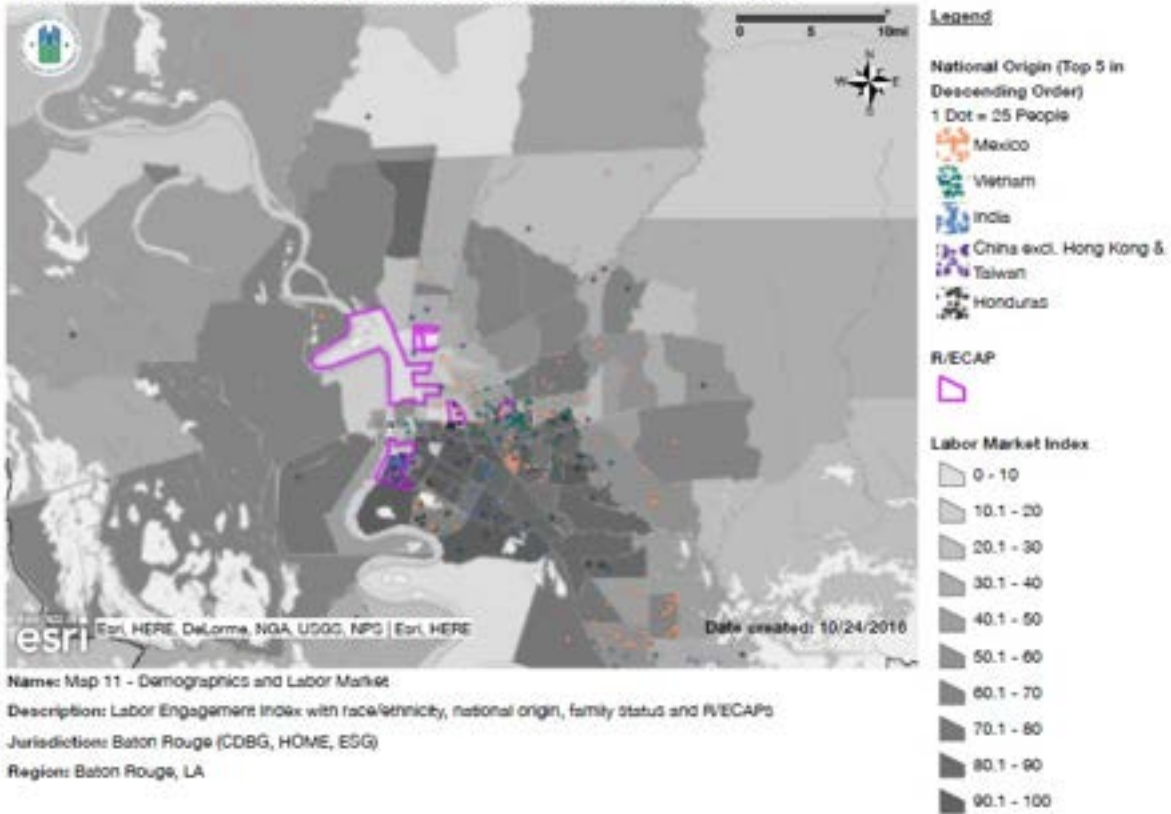 0 5 10mi
N
W E
S
esri
Esri, HERE, DeLorme, NGA, USGS, NPS | Esri, HERE
Date created: 10/24/2016
Name: Map 11 - Demographics and Labor Market
Description: Labor Engagement Index with race/ethnicity, national origin, family status and R/ECAPs
Jurisdiction: Baton Rouge (CDBG, HOME, ESG)
Region: Baton Rouge, LA
Legend
National Origin (Top 5 in
Descending Order)
1 Dot = 25 People
Mexico
Vietnam
India
China excl. Hong Kong &
Taiwan
Honduras
R/ECAP
Labor Market Index
0 - 10
10.1 - 20
20.1 - 30
30.1 - 40
40.1 - 50
50.1 - 60
60.1 - 70
70.1 - 80
80.1 - 90
90.1 - 100